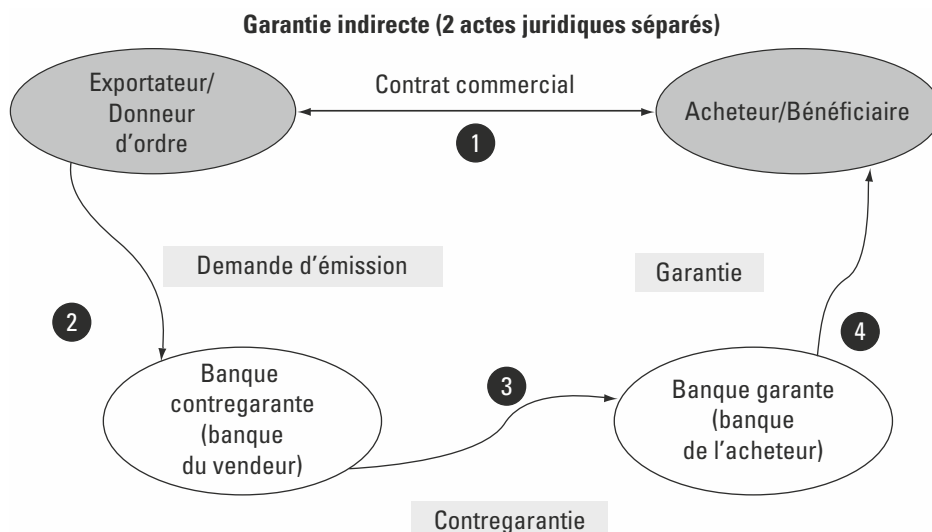 Garantie indirecte (2 actes juridiques séparés)
Exportateur/
Donneur
d'ordre
Contrat commercial
1
Acheteur/Bénéficiaire
Demande d'émission
Garantie
2
4
Banque
contregarante
(banque
du vendeur)
3
Banque garante
(banque
de l'acheteur)
Contregarantie